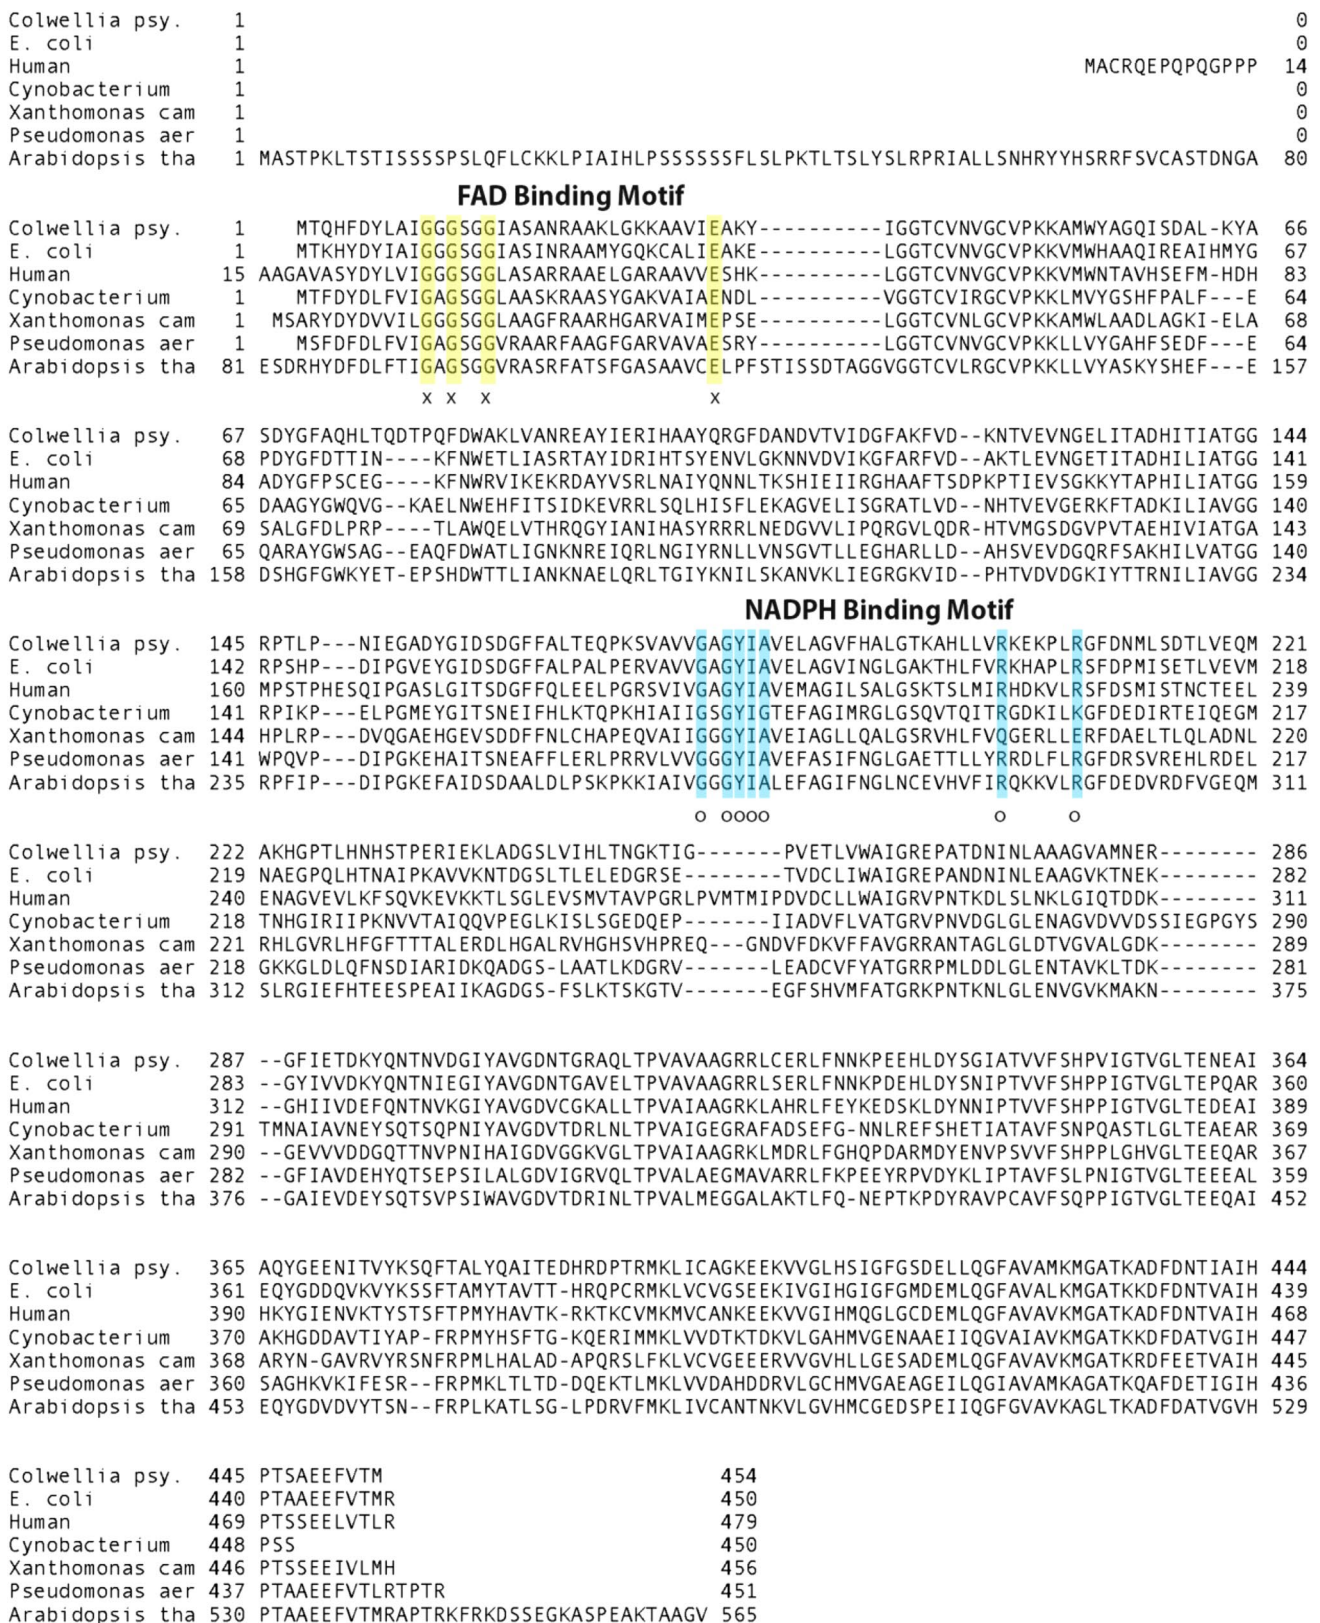 Colwellia psy. 1 0
E. coli 1 0
Human 1 MACRQEPQPQGPPP 14
Cynobacterium 1 0
Xanthomonas cam 1 0
Pseudomonas aer 1 0
Arabidopsis tha 1 MASTPKLTSTISSSSPSLQFLCKKLPIAIHLPSSSSSSFLSLPKTLTSLYSLRPRIALLSNHRYYHSRRFSVCASTDNGA 80
FAD Binding Motif
Colwellia psy. 1 MTQHFDYLAIGGGSGGIASANRAAKLGKKAAVIEAKY----------IGGTCVNVGCVPKKAMWYAGQISDAL-KYA 66
E. coli 1 MTKHYDYIAIGGGSGGIASINRAAMYGQKCALIEAKE----------LGGTCVNVGCVPKKVMWHAAQIREAIHMYG 67
Human 15 AAGAVASYDYLVIGGGSGGLASARRAAELGARAAVVESHK----------LGGTCVNVGCVPKKVMWNTAVHSEFM-HDH 83
Cynobacterium 1 MTFDYDLFVIGAGSGGLAASKRAASYGAKVAIAENDL----------VGGTCVIRGCVPKKLMVYGSHFPALF---E 64
Xanthomonas cam 1 MSARYDYDVVILGGGSGGLAAGFRAARHGARVAIMEPSE----------LGGTCVNLGCVPKKAMWLAADLAGKI-ELA 68
Pseudomonas aer 1 MSFDFDLFVIGAGSGGVRAARFAAGFGARVAVAESRY----------LGGTCVNVGCVPKKLLVYGAHFSEDF---E 64
Arabidopsis tha 81 ESDRHYDFDLFTIGAGSGGVRASRFATSFGASAAVCELPFSTISSDTAGGVGGTCVLRGCVPKKLLVYASKYSHEF---E 157
x x x x
Colwellia psy. 67 SDYGFAQHLTQDTPQFDWAKLVANREAYIERIHAAYQRGFDANDVTVIDGFAKFVD--KNTVEVNGELITADHITIATGG 144
E. coli 68 PDYGFDTTIN----KFNWETLIASRTAYIDRIHTSYENVLGKNNVDVIKGFARFVD--AKTLEVNGETITADHILIATGG 141
Human 84 ADYGFPSCEG----KFNWRVIKEKRDAYVSRLNAIYQNNLTKSHIEIIRGHAAFTSDPKPTIEVSGKKYTAPHILIATGG 159
Cynobacterium 65 DAAGYGWQVG--KAELNWEHFITSIDKEVRRLSQLHISFLEKAGVELISGRATLVD--NHTVEVGERKFTADKILIAVGG 140
Xanthomonas cam 69 SALGFDLPRP----TLAWQELVTHRQGYIANIHASYRRRLNEDGVVLIPQRGVLQDR-HTVMGSDGVPVTAEHIVIATGA 143
Pseudomonas aer 65 QARAYGWSAG--EAQFDWATLIGNKNREIQRLNGIYRNLLVNSGVTLLEGHARLLD--AHSVEVDGQRFSAKHILVATGG 140
Arabidopsis tha 158 DSHGFGWKYET-EPSHDWTTLIANKNAELQRLTGIYKNILSKANVKLIEGRGKVID--PHTVDVDGKIYTTRNILIAVGG 234
NADPH Binding Motif
Colwellia psy. 145 RPTLP---NIEGADYGIDSDGFFALTEQPKSVAVVGAGYIAVELAGVFHALGTKAHLLVRKEKPLRGFDNMLSDTLVEQM 221
E. coli 142 RPSHP---DIPGVEYGIDSDGFFALPALPERVAVVGAGYIAVELAGVINGLGAKTHLFVRKHAPLRSFDPMISETLVEVM 218
Human 160 MPSTPHESQIPGASLGITSDGFFQLEELPGRSVIVGAGYIAVEMAGILSALGSKTSLMIRHDKVLRSFDSMISTNCTEEL 239
Cynobacterium 141 RPIKP---ELPGMEYGITSNEIFHLKTQPKHIAIIGSGYIGTEFAGIMRGLGSQVTQITRGDKILKGFDEDIRTEIQEGM 217
Xanthomonas cam 144 HPLRP---DVQGAEHGEVSDDFFNLCHAPEQVAIIGGGYIAVEIAGLLQALGSRVHLFVQGERLLERFDAELTLQLADNL 220
Pseudomonas aer 141 WPQVP---DIPGKEHAITSNEAFFLERLPRRVLVVGGGYIAVEFASIFNGLGAETTLLYRRDLFLRGFDRSVREHLRDEL 217
Arabidopsis tha 235 RPFIP---DIPGKEFAIDSDAALDLPSKPKKIAIVGGGYIALEFAGIFNGLNCEVHVFIRQKKVLRGFDEDVRDFVGEQM 311
o oooo o o
Colwellia psy. 222 AKHGPTLHNHSTPERIEKLADGSLVIHLTNGKTIG-------PVETLVWAIGREPATDNINLAAAGVAMNER-------- 286
E. coli 219 NAEGPQLHTNAIPKAVVKNTDGSLTLELEDGRSE--------TVDCLIWAIGREPANDNINLEAAGVKTNEK-------- 282
Human 240 ENAGVEVLKFSQVKEVKKTLSGLEVSMVTAVPGRLPVMTMIPDVDCLLWAIGRVPNTKDLSLNKLGIQTDDK-------- 311
Cynobacterium 218 TNHGIRIIPKNVVTAIQQVPEGLKISLSGEDQEP--------IIADVFLVATGRVPNVDGLGLENAGVDVVDSSIEGPGYS 290
Xanthomonas cam 221 RHLGVRLHFGFTTTALERDLHGALRVHGHSVHPREQ---GNDVFDKVFFAVGRRANTAGLGLDTVGVALGDK-------- 289
Pseudomonas aer 218 GKKGLDLQFNSDIARIDKQADGS-LAATLKDGRV-------LEADCVFYATGRRPMLDDLGLENTAVKLTDK-------- 281
Arabidopsis tha 312 SLRGIEFHTEESPEAIIKAGDGS-FSLKTSKGTV-------EGFSHVMFATGRKPNTKNLGLENVGVKMAKN-------- 375
Colwellia psy. 287 --GFIETDKYQNTNVDGIYAVGDNTGRAQLTPVAVAAGRRLCERLFNNKPEEHLDYSGIATVVFSHPVIGTVGLTENEAI 364
E. coli 283 --GYIVVDKYQNTNIEGIYAVGDNTGAVELTPVAVAAGRRLSERLFNNKPDEHLDYSNIPTVVFSHPPIGTVGLTEPQAR 360
Human 312 --GHIIVDEFQNTNVKGIYAVGDVCGKALLTPVAIAAGRKLAHRLFEYKEDSKLDYNNIPTVVFSHPPIGTVGLTEDEAI 389
Cynobacterium 291 TMNAIAVNEYSQTSQPNIYAVGDVTDRLNLTPVAIGEGRAFADSEFG-NNLREFSHETIATAVFSNPQASTLGLTEAEAR 369
Xanthomonas cam 290 --GEVVVDDGQTTNVPNIHAIGDVGGKVGLTPVAIAAGRKLMDRLFGHQPDARMDYENVPSVVFSHPPLGHVGLTEEQAR 367
Pseudomonas aer 282 --GFIAVDEHYQTSEPSILALGDVIGRVQLTPVALAEGMAVARRLFKPEEYRPVDYKLIPTAVFSLPNIGTVGLTEEEAL 359
Arabidopsis tha 376 --GAIEVDEYSQTSVPSIWAVGDVTDRINLTPVALMEGGALAKTLFQ-NEPTKPDYRAVPCAVFSQPPIGTVGLTEEQAI 452
Colwellia psy. 365 AQYGEENITVYKSQFTALYQAITEDHRDPTRMKLICAGKEEKVVGLHSIGFGSDELLQGFAVAMKMGATKADFDNTIAIH 444
E. coli 361 EQYGDDQVKVYKSSFTAMYTAVTT-HRQPCRMKLVCVGSEEKIVGIHGIGFGMDEMLQGFAVALKMGATKKDFDNTVAIH 439
Human 390 HKYGIENVKTYSTSFTPMYHAVTK-RKTKCVMKMVCANKEEKVVGIHMQGLGCDEMLQGFAVAVKMGATKADFDNTVAIH 468
Cynobacterium 370 AKHGDDAVTIYAP-FRPMYHSFTG-KQERIMMKLVVDTKTDKVLGAHMVGENAAEIIQGVAIAVKMGATKKDFDATVGIH 447
Xanthomonas cam 368 ARYN-GAVRVYRSNFRPMLHALAD-APQRSLFKLVCVGEEERVVGVHLLGESADEMLQGFAVAVKMGATKRDFEETVAIH 445
Pseudomonas aer 360 SAGHKVKIFESR--FRPMKLTLTD-DQEKTLMKLVVDAHDDRVLGCHMVGAEAGEILQGIAVAMKAGATKQAFDETIGIH 436
Arabidopsis tha 453 EQYGDVDVYTSN--FRPLKATLSG-LPDRVFMKLIVCANTNKVLGVHMCGEDSPEIIQGFGVAVKAGLTKADFDATVGVH 529
Colwellia psy. 445 PTSAEEFVTM 454
E. coli 440 PTAAEEFVTMR 450
Human 469 PTSSEELVTLR 479
Cynobacterium 448 PSS 450
Xanthomonas cam 446 PTSSEEIVLMH 456
Pseudomonas aer 437 PTAAEEFVTLRTPTR 451
Arabidopsis tha 530 PTAAEEFVTMRAPTRKFRKDSSEGKASPEAKTAAGV 565